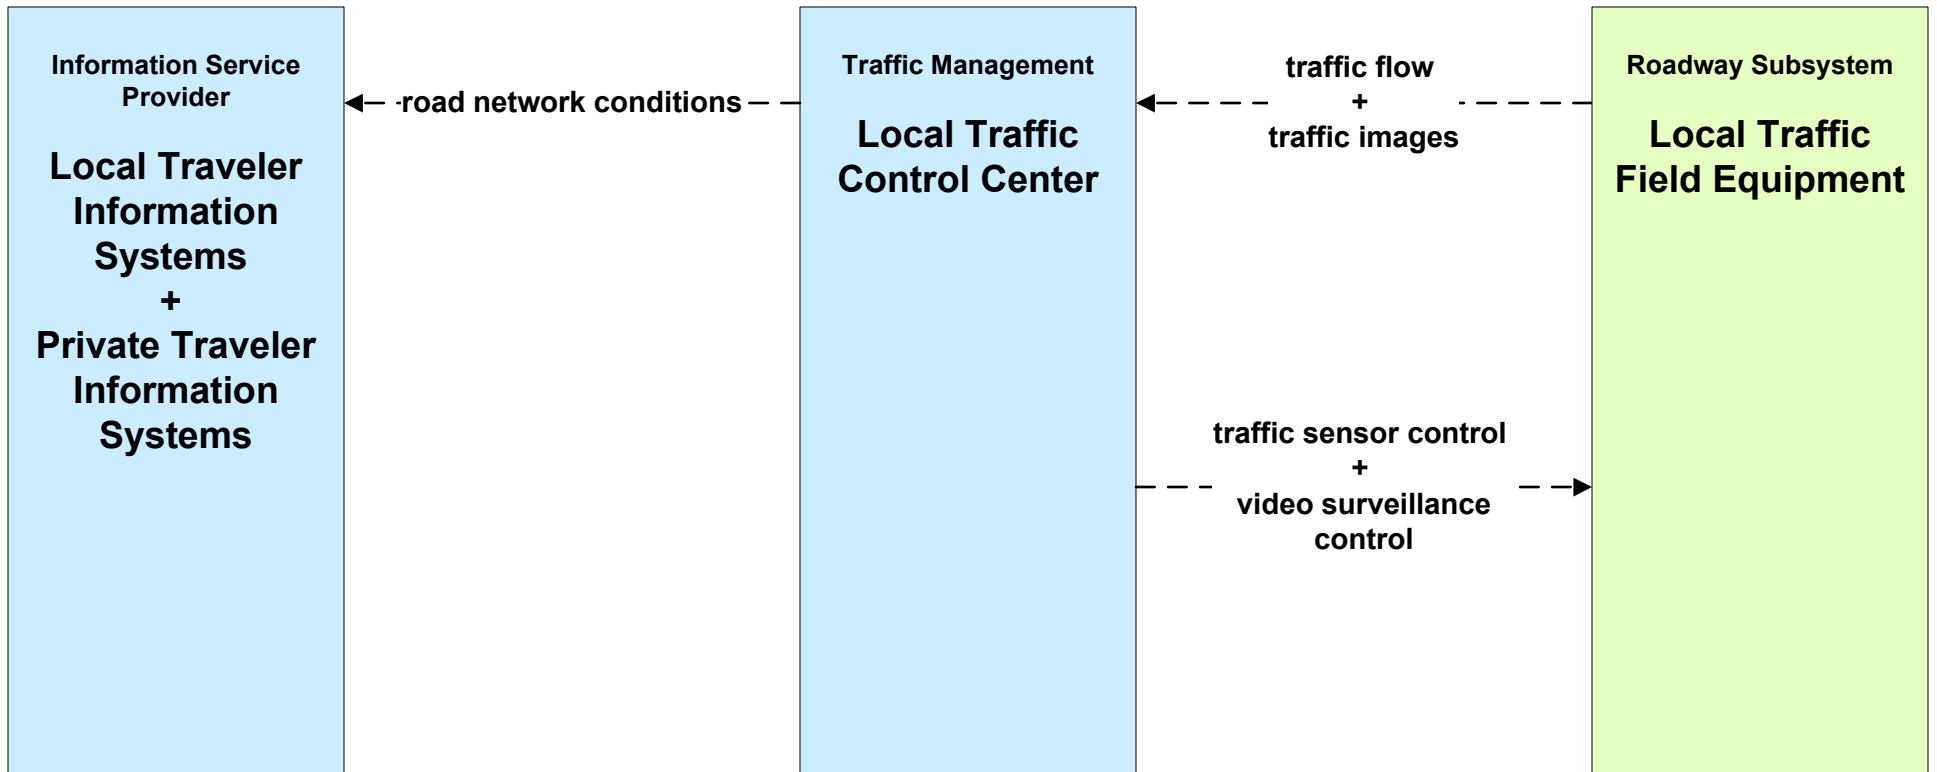 Information Service
Provider
Local Traveler
Information
Systems
+
Private Traveler
Information
Systems
road network conditions
Traffic Management
Local Traffic
Control Center
traffic flow
+
traffic images
traffic sensor control
+
video surveillance
control
Roadway Subsystem
Local Traffic
Field Equipment